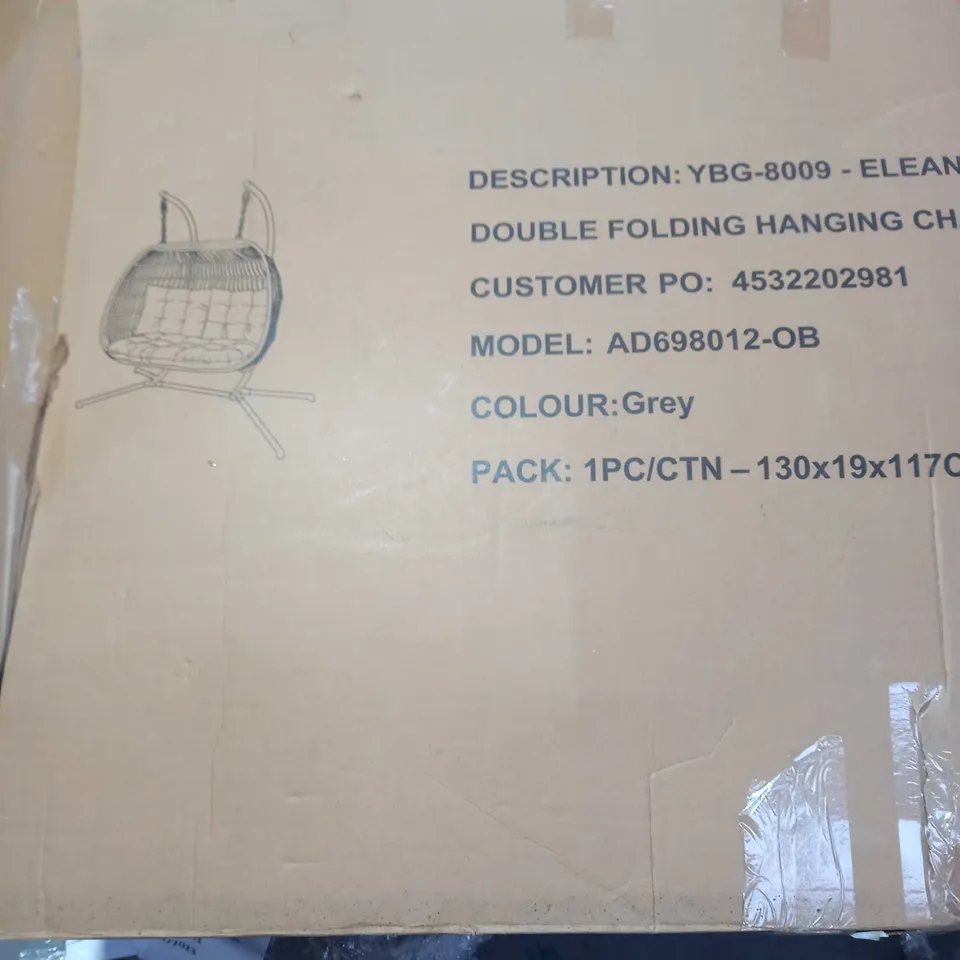 DESCRIPTION: YBG-8009 - ELEAN
DOUBLE FOLDING HANGING CH
CUSTOMER PO: 4532202981
MODEL: AD698012-OB
COLOUR:Grey
PACK: 1PC/CTN – 130x19x117C